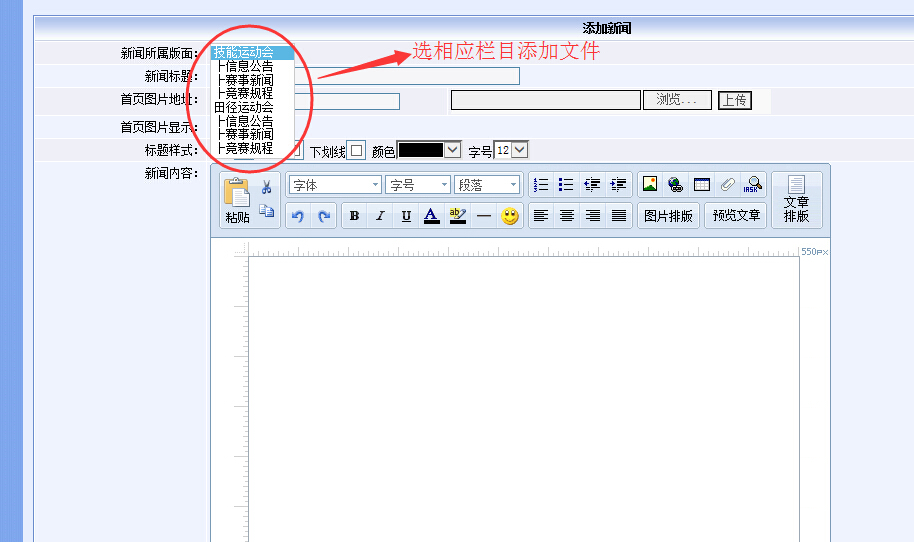 添加新闻
新闻所属版面：
技能运动会
├信息公告
├赛事新闻
├竞赛规程
田径运动会
├信息公告
├赛事新闻
├竞赛规程
选相应栏目添加文件
新闻标题：
首页图片地址：
浏览...
上传
首页图片显示：
标题样式：
下划线
颜色
字号
12
新闻内容：
粘贴
字体
字号
段落
IASK
B
I
U
A
ab
图片排版
预览文章
文章
排版
550px